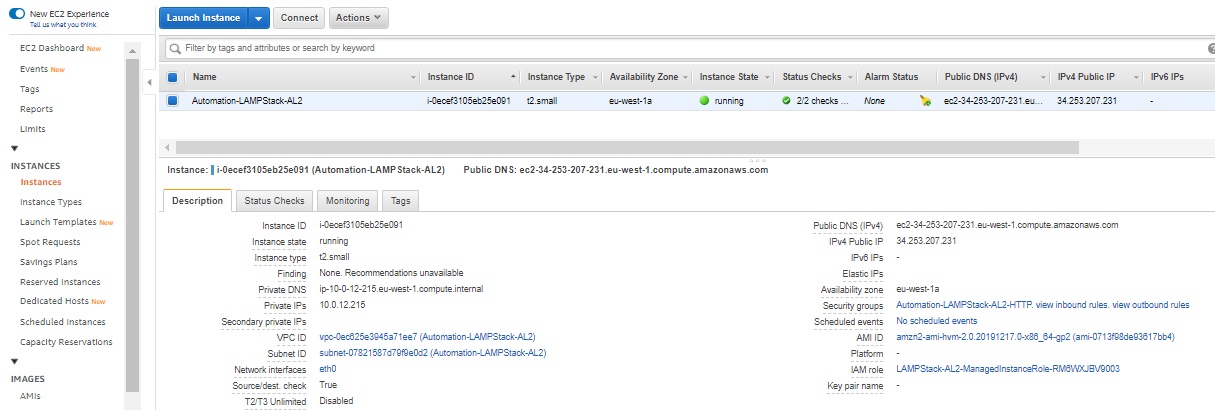 New EC2 Experience
Tell us what you think
EC2 Dashboard New
Events New
Tags
Reports
Limits
INSTANCES
Instances
Instance Types
Launch Templates New
Spot Requests
Savings Plans
Reserved Instances
Dedicated Hosts New
Scheduled Instances
Capacity Reservations
IMAGES
AMIs
Launch Instance Connect Actions
Filter by tags and attributes or search by keyword
Name Instance ID Instance Type Availability Zone Instance State Status Checks Alarm Status Public DNS (IPv4) IPv4 Public IP IPv6 IPs
Automation-LAMPStack-AL2 i-0ecef3105eb25e091 t2.small eu-west-1a running 2/2 checks ... None ec2-34-253-207-231.eu... 34.253.207.231 -
Instance: i-0ecef3105eb25e091 (Automation-LAMPStack-AL2) Public DNS: ec2-34-253-207-231.eu-west-1.compute.amazonaws.com
Description Status Checks Monitoring Tags
Instance ID i-0ecef3105eb25e091
Instance state running
Instance type t2.small
Finding None. Recommendations unavailable
Private DNS ip-10-0-12-215.eu-west-1.compute.internal
Private IPs 10.0.12.215
Secondary private IPs
VPC ID vpc-0ec625e3945a71ee7 (Automation-LAMPStack-AL2)
Subnet ID subnet-07821587d79f9e0d2 (Automation-LAMPStack-AL2)
Network interfaces eth0
Source/dest. check True
T2/T3 Unlimited Disabled
Public DNS (IPv4) ec2-34-253-207-231.eu-west-1.compute.amazonaws.com
IPv4 Public IP 34.253.207.231
IPv6 IPs -
Elastic IPs
Availability zone eu-west-1a
Security groups Automation-LAMPStack-AL2-HTTP. view inbound rules. view outbound rules
Scheduled events No scheduled events
AMI ID amzn2-ami-hvm-2.0.20191217.0-x86_64-gp2 (ami-0713f98de93617bb4)
Platform -
IAM role LAMPStack-AL2-ManagedInstanceRole-RM6WXJBV9003
Key pair name -